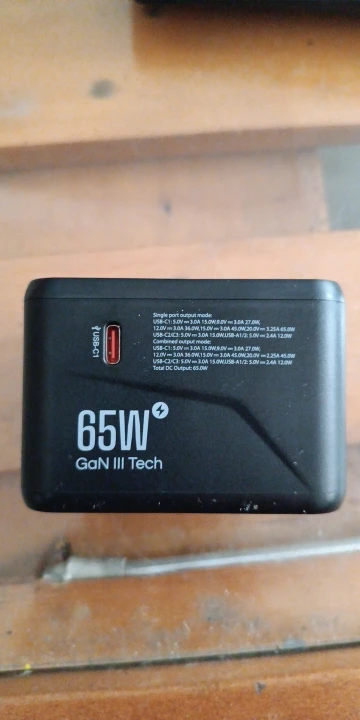 Single port output mode:
USB-C1: 5.0V⎓3.0A 15.0W,9.0V⎓3.0A 27.0W,
12.0V⎓3.0A 36.0W,15.0V⎓3.0A 45.0W,20.0V⎓3.25A 65.0W
USB-C2/C3: 5.0V⎓3.0A 15.0W,USB-A1/2: 5.0V⎓2.4A 12.0W
Combined output mode:
USB-C1: 5.0V⎓3.0A 15.0W,9.0V⎓3.0A 27.0W,
12.0V⎓3.0A 36.0W,15.0V⎓3.0A 45.0W,20.0V⎓2.25A 45.0W
USB-C2/C3: 5.0V⎓3.0A 15.0W,USB-A1/2: 5.0V⎓2.4A 12.0W
Total DC Output: 65.0W
USB-C1
65W
GaN III Tech